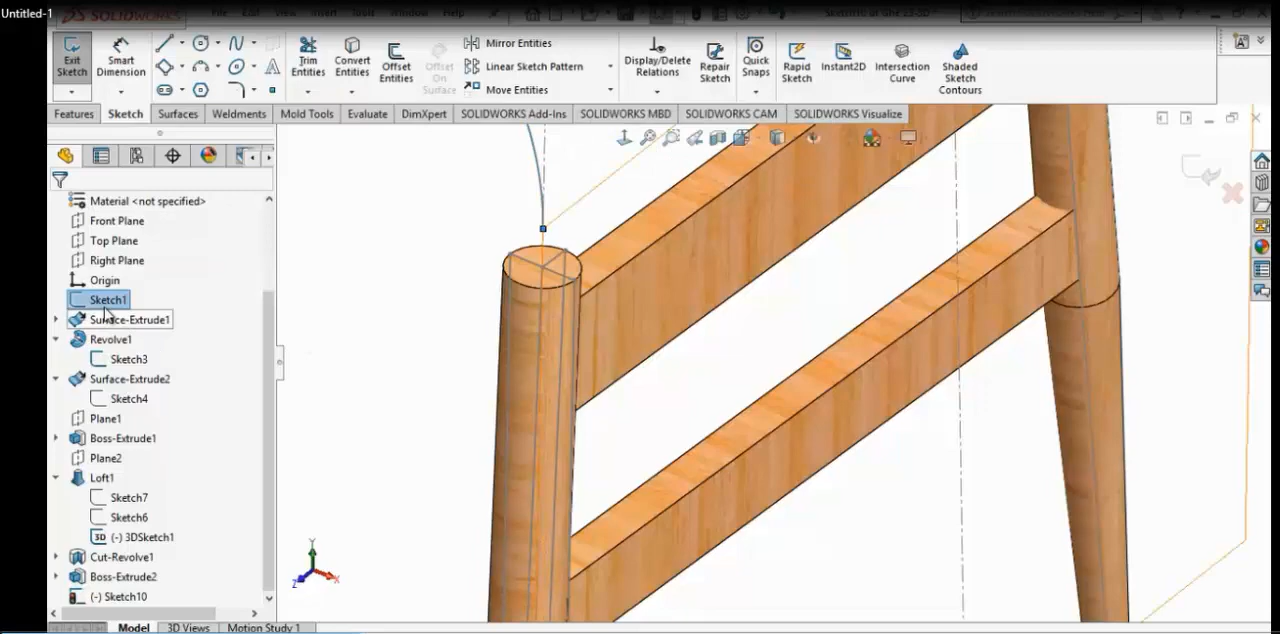 Untitled-1
SOLIDWORKS
Exit Sketch
Smart Dimension
Trim Entities
Convert Entities
Offset Entities
Offset On Surface
Mirror Entities
Linear Sketch Pattern
Move Entities
Display/Delete Relations
Repair Sketch
Quick Snaps
Rapid Sketch
Instant2D
Intersection Curve
Shaded Sketch Contours
Features
Sketch
Surfaces
Weldments
Mold Tools
Evaluate
DimXpert
SOLIDWORKS Add-Ins
SOLIDWORKS MBD
SOLIDWORKS CAM
SOLIDWORKS Visualize
Material <not specified>
Front Plane
Top Plane
Right Plane
Origin
Sketch1
Surface-Extrude1
Revolve1
Sketch3
Surface-Extrude2
Sketch4
Plane1
Boss-Extrude1
Plane2
Loft1
Sketch7
Sketch6
3D (-) 3DSketch1
Cut-Revolve1
Boss-Extrude2
(-) Sketch10
Y
Z
X
Model
3D Views
Motion Study 1